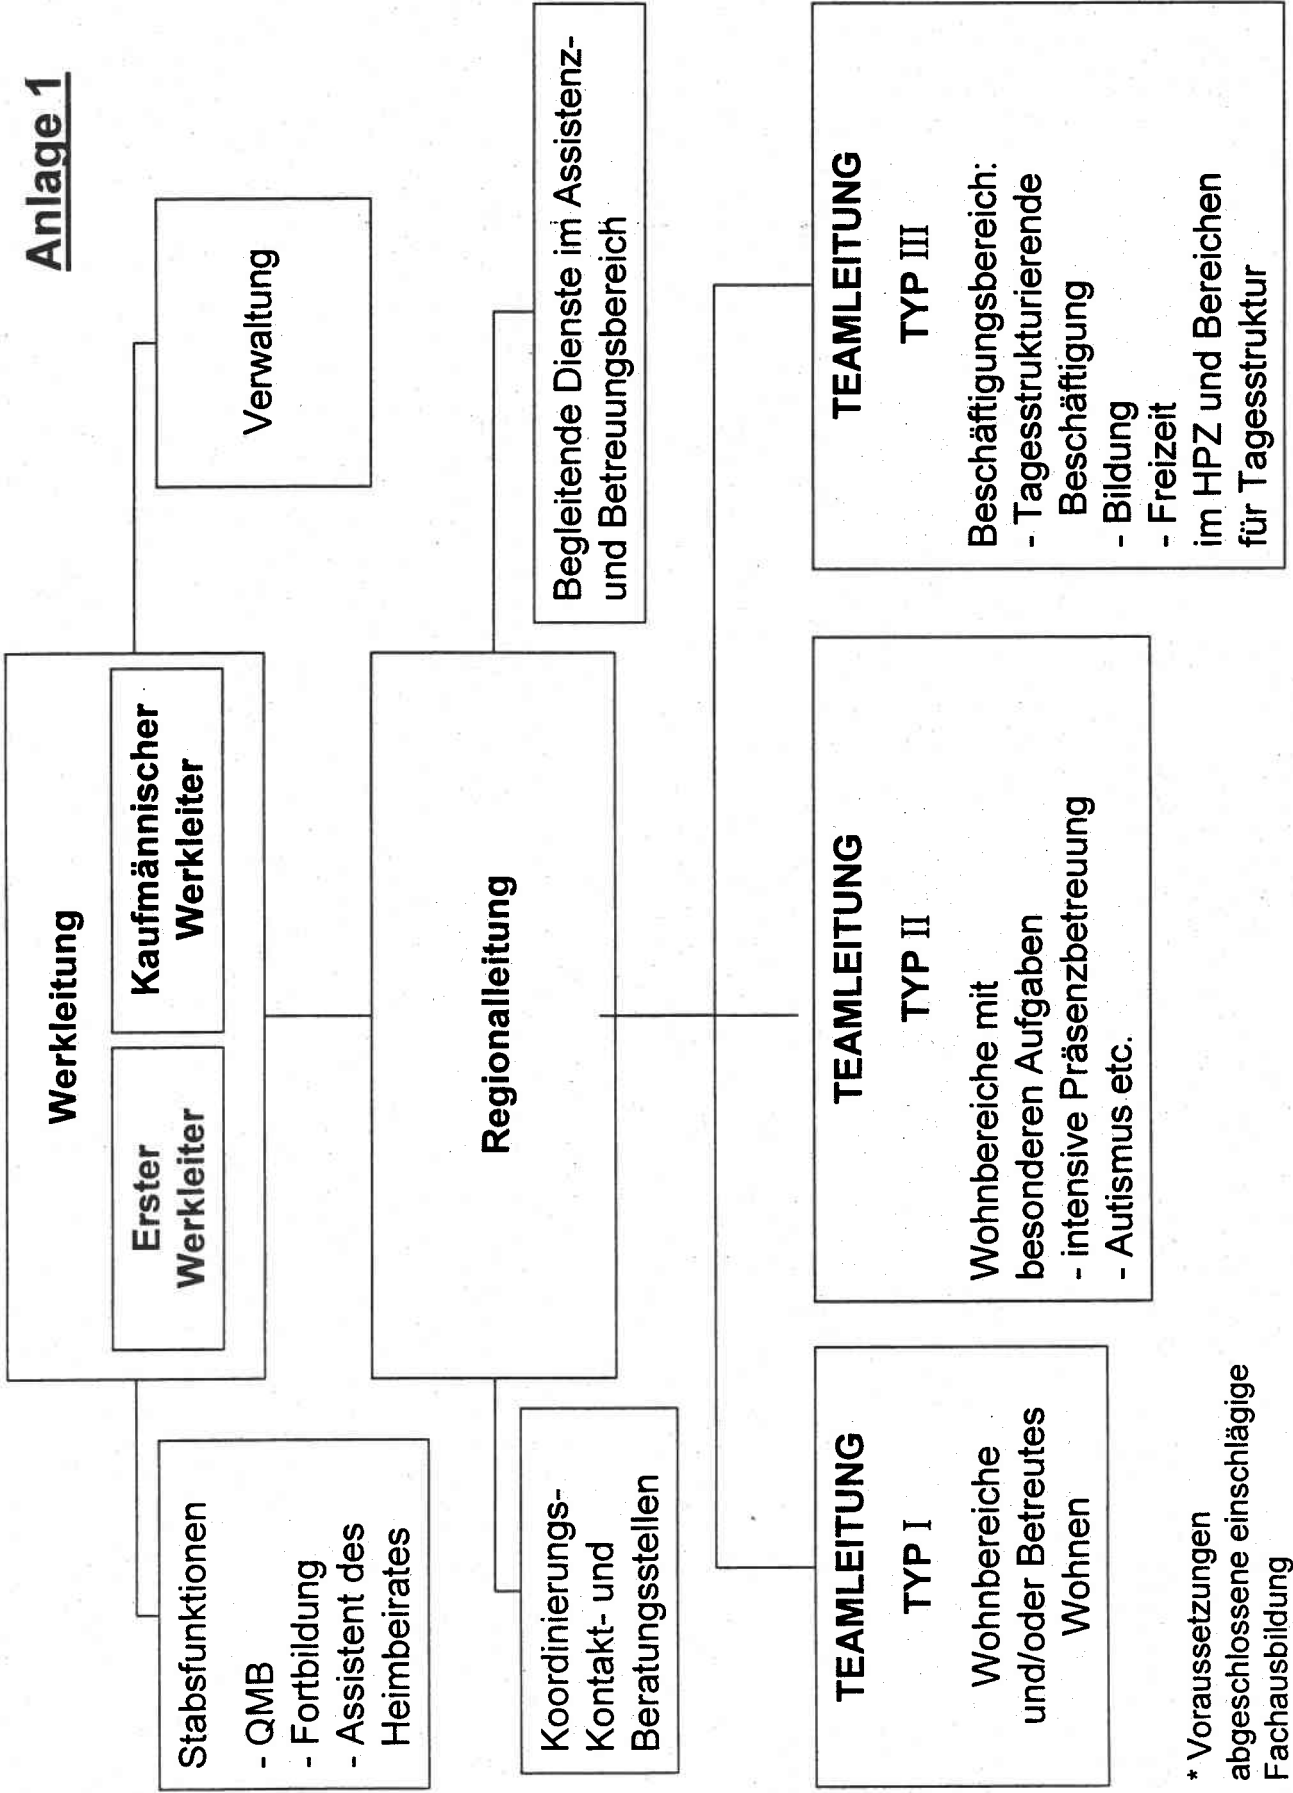 Anlage 1
Werkleitung
Erster
Werkleiter
Kaufmännischer
Werkleiter
Stabsfunktionen
- QMB
- Fortbildung
- Assistent des
Heimbeirates
Verwaltung
Regionalleitung
Koordinierungs-
Kontakt- und
Beratungsstellen
Begleitende Dienste im Assistenz-
und Betreuungsbereich
TEAMLEITUNG
TYP I
Wohnbereiche
und/oder Betreutes
Wohnen
TEAMLEITUNG
TYP II
Wohnbereiche mit
besonderen Aufgaben
- intensive Präsenzbetreuung
- Autismus etc.
TEAMLEITUNG
TYP III
Beschäftigungsbereich:
- Tagesstrukturierende
Beschäftigung
- Bildung
- Freizeit
im HPZ und Bereichen
für Tagesstruktur
* Voraussetzungen
abgeschlossene einschlägige
Fachausbildung